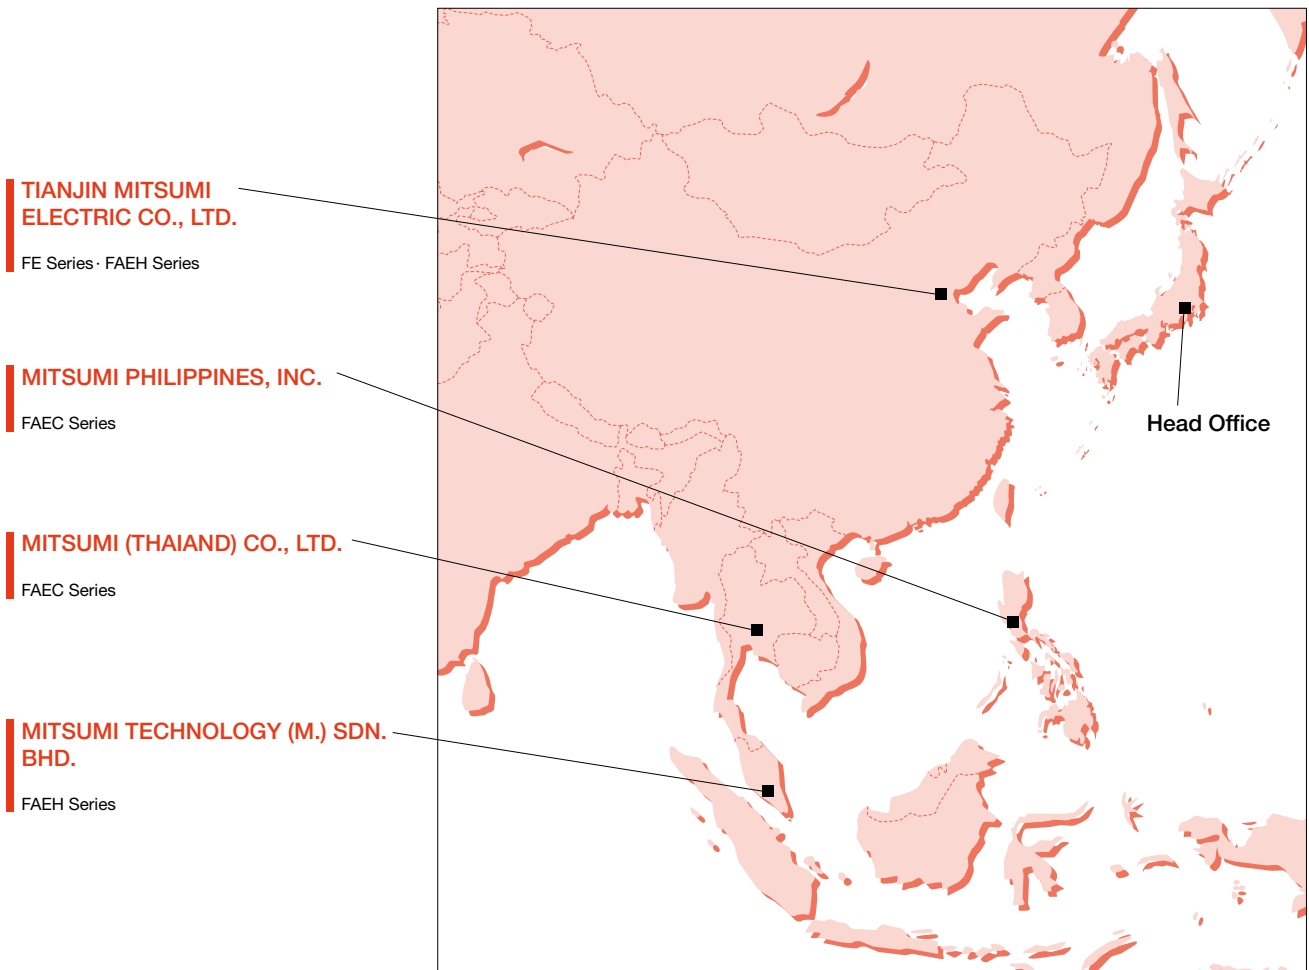 TIANJIN MITSUMI
ELECTRIC CO., LTD.
FE Series · FAEH Series
MITSUMI PHILIPPINES, INC.
FAEC Series
Head Office
MITSUMI (THAIAND) CO., LTD.
FAEC Series
MITSUMI TECHNOLOGY (M.) SDN.
BHD.
FAEH Series